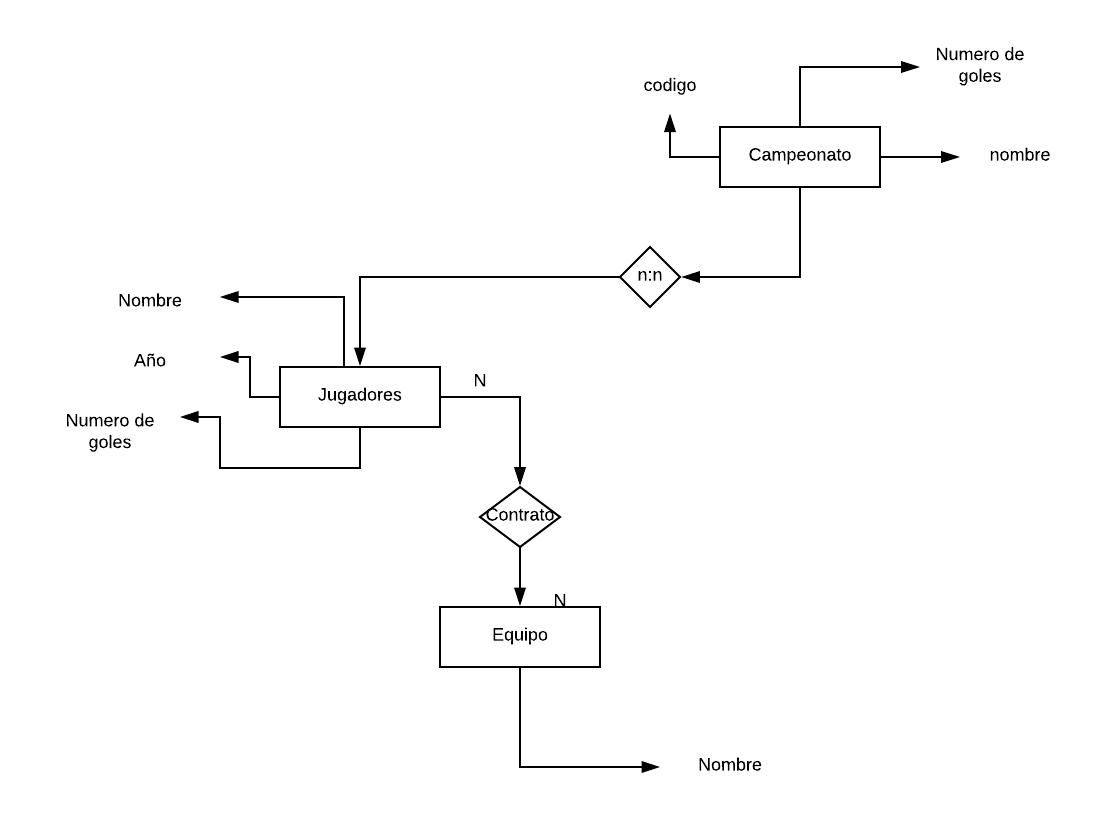 Numero de
goles
codigo
Campeonato
nombre
n:n
Nombre
Año
Jugadores
N
Numero de
goles
Contrato
N
Equipo
Nombre